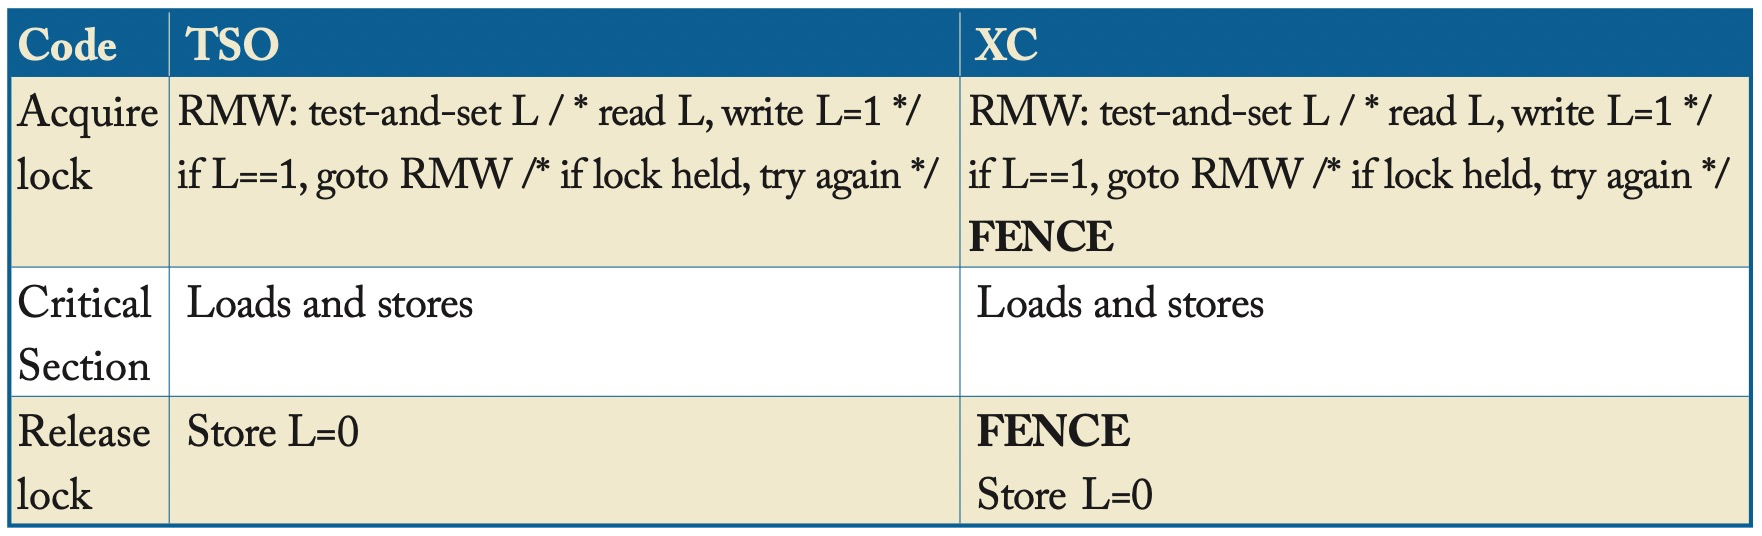 Code TSO XC
Acquire lock
RMW: test-and-set L / * read L, write L=1 */
if L==1, goto RMW /* if lock held, try again */
RMW: test-and-set L / * read L, write L=1 */
if L==1, goto RMW /* if lock held, try again */
FENCE
Critical Section
Loads and stores
Loads and stores
Release lock
Store L=0
FENCE
Store L=0